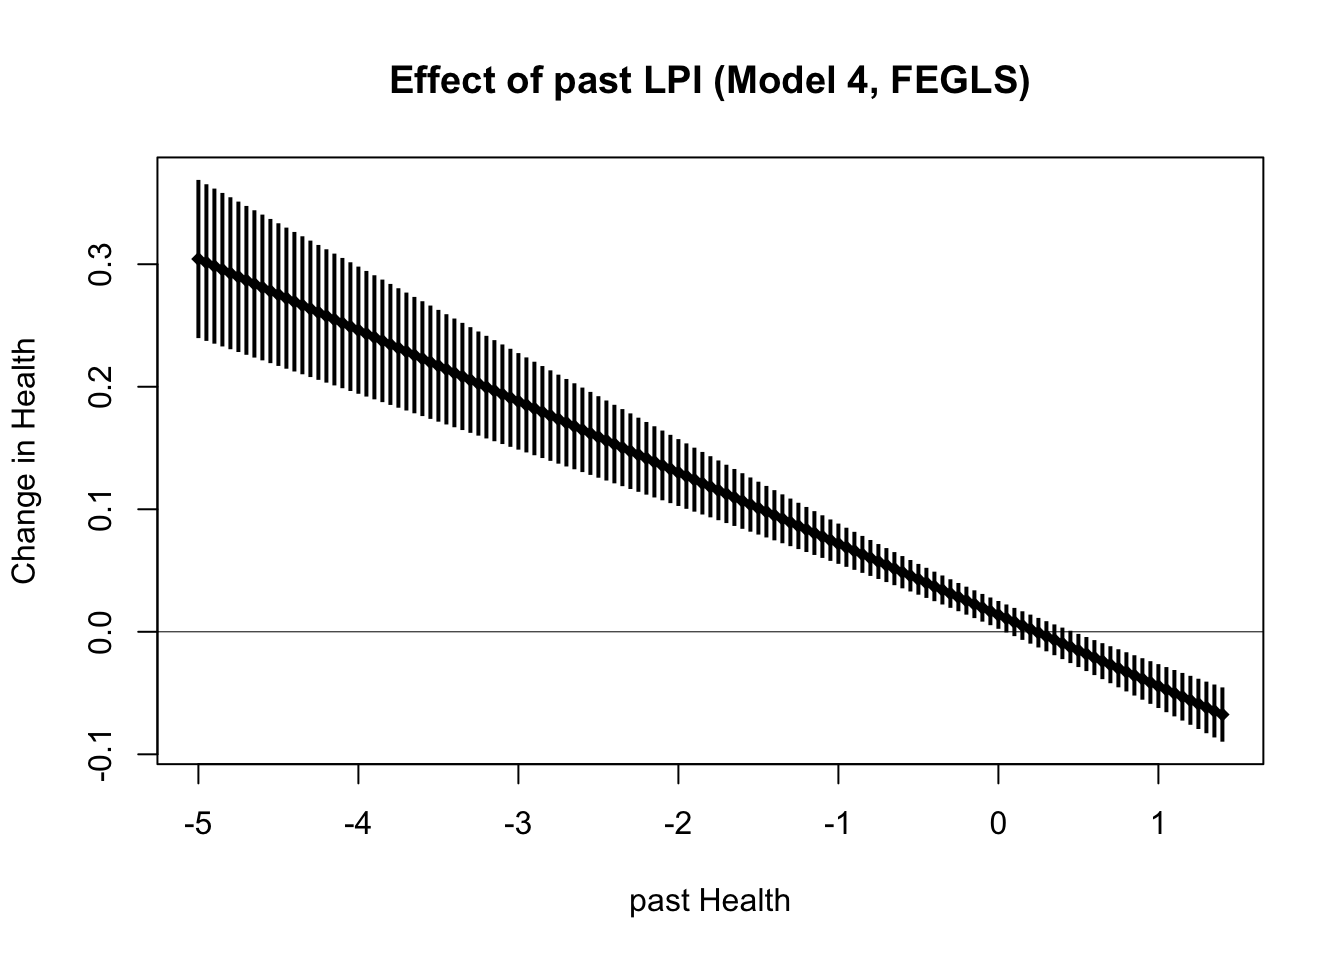 Effect of past LPI (Model 4, FEGLS)
Change in Health
0.3
0.2
0.1
0.0
-0.1
-5 -4 -3 -2 -1 0 1
past Health